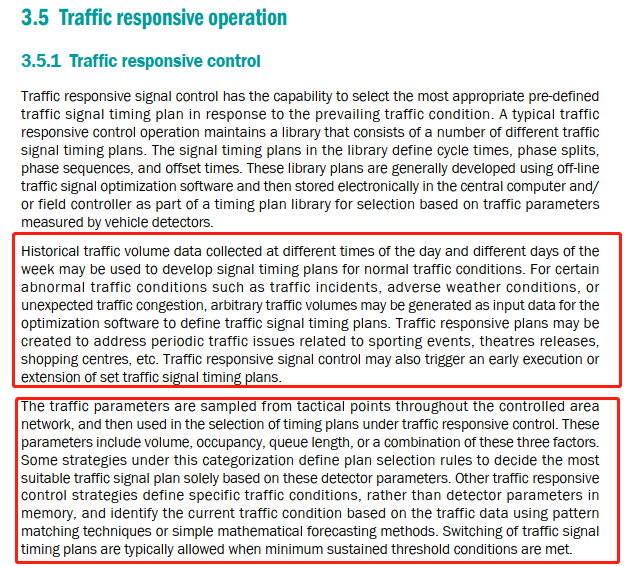 3.5 Traffic responsive operation
3.5.1 Traffic responsive control
Traffic responsive signal control has the capability to select the most appropriate pre-defined
traffic signal timing plan in response to the prevailing traffic condition. A typical traffic
responsive control operation maintains a library that consists of a number of different traffic
signal timing plans. The signal timing plans in the library define cycle times, phase splits,
phase sequences, and offset times. These library plans are generally developed using off-line
traffic signal optimization software and then stored electronically in the central computer and/
or field controller as part of a timing plan library for selection based on traffic parameters
measured by vehicle detectors.
Historical traffic volume data collected at different times of the day and different days of the
week may be used to develop signal timing plans for normal traffic conditions. For certain
abnormal traffic conditions such as traffic incidents, adverse weather conditions, or
unexpected traffic congestion, arbitrary traffic volumes may be generated as input data for the
optimization software to define traffic signal timing plans. Traffic responsive plans may be
created to address periodic traffic issues related to sporting events, theatres releases,
shopping centres, etc. Traffic responsive signal control may also trigger an early execution or
extension of set traffic signal timing plans.
The traffic parameters are sampled from tactical points throughout the controlled area
network, and then used in the selection of timing plans under traffic responsive control. These
parameters include volume, occupancy, queue length, or a combination of these three factors.
Some strategies under this categorization define plan selection rules to decide the most
suitable traffic signal plan solely based on these detector parameters. Other traffic responsive
control strategies define specific traffic conditions, rather than detector parameters in
memory, and identify the current traffic condition based on the traffic data using pattern
matching techniques or simple mathematical forecasting methods. Switching of traffic signal
timing plans are typically allowed when minimum sustained threshold conditions are met.